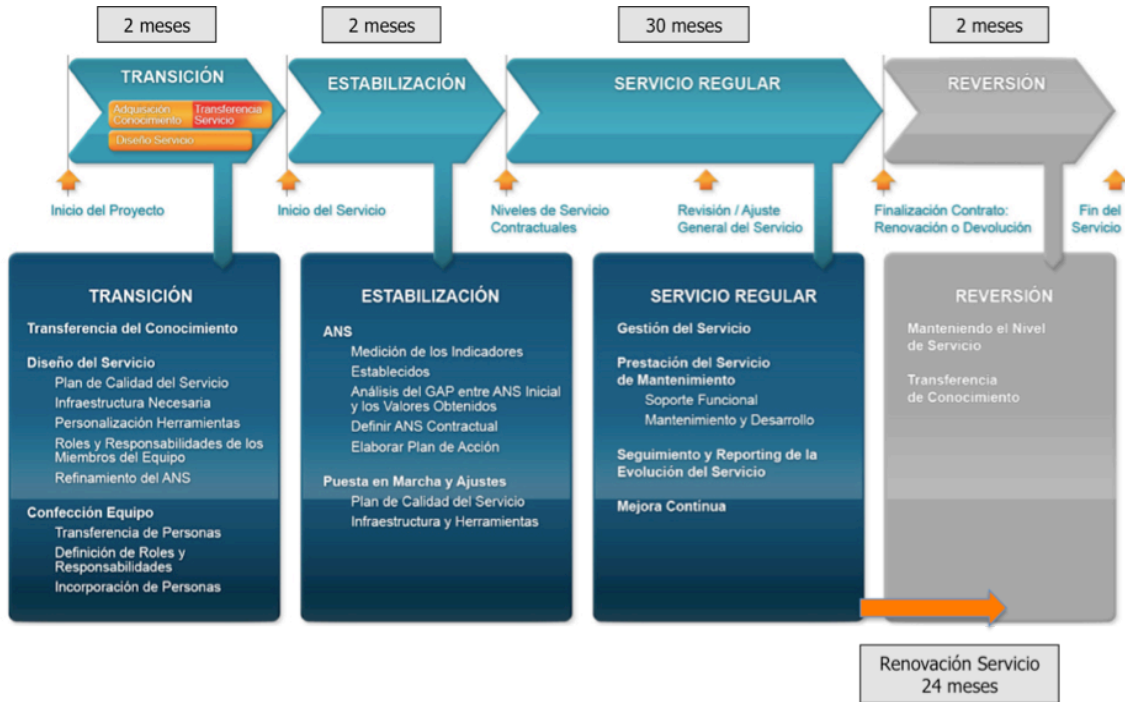 2 meses
2 meses
30 meses
2 meses
TRANSICIÓN
Adquisición
Conocimiento
Transferencia
Servicio
Diseño Servicio
ESTABILIZACIÓN
SERVICIO REGULAR
REVERSIÓN
Inicio del Proyecto
Inicio del Servicio
Niveles de Servicio
Contractuales
Revisión / Ajuste
General del Servicio
Finalización Contrato:
Renovación o Devolución
Fin del
Servicio
TRANSICIÓN
Transferencia del Conocimiento
Diseño del Servicio
Plan de Calidad del Servicio
Infraestructura Necesaria
Personalización Herramientas
Roles y Responsabilidades de los
Miembros del Equipo
Refinamiento del ANS
Confección Equipo
Transferencia de Personas
Definición de Roles y
Responsabilidades
Incorporación de Personas
ESTABILIZACIÓN
ANS
Medición de los Indicadores
Establecidos
Análisis del GAP entre ANS Inicial
y los Valores Obtenidos
Definir ANS Contractual
Elaborar Plan de Acción
Puesta en Marcha y Ajustes
Plan de Calidad del Servicio
Infraestructura y Herramientas
SERVICIO REGULAR
Gestión del Servicio
Prestación del Servicio
de Mantenimiento
Soporte Funcional
Mantenimiento y Desarrollo
Seguimiento y Reporting de la
Evolución del Servicio
Mejora Continua
REVERSIÓN
Manteniendo el Nivel
de Servicio
Transferencia
de Conocimiento
Renovación Servicio
24 meses